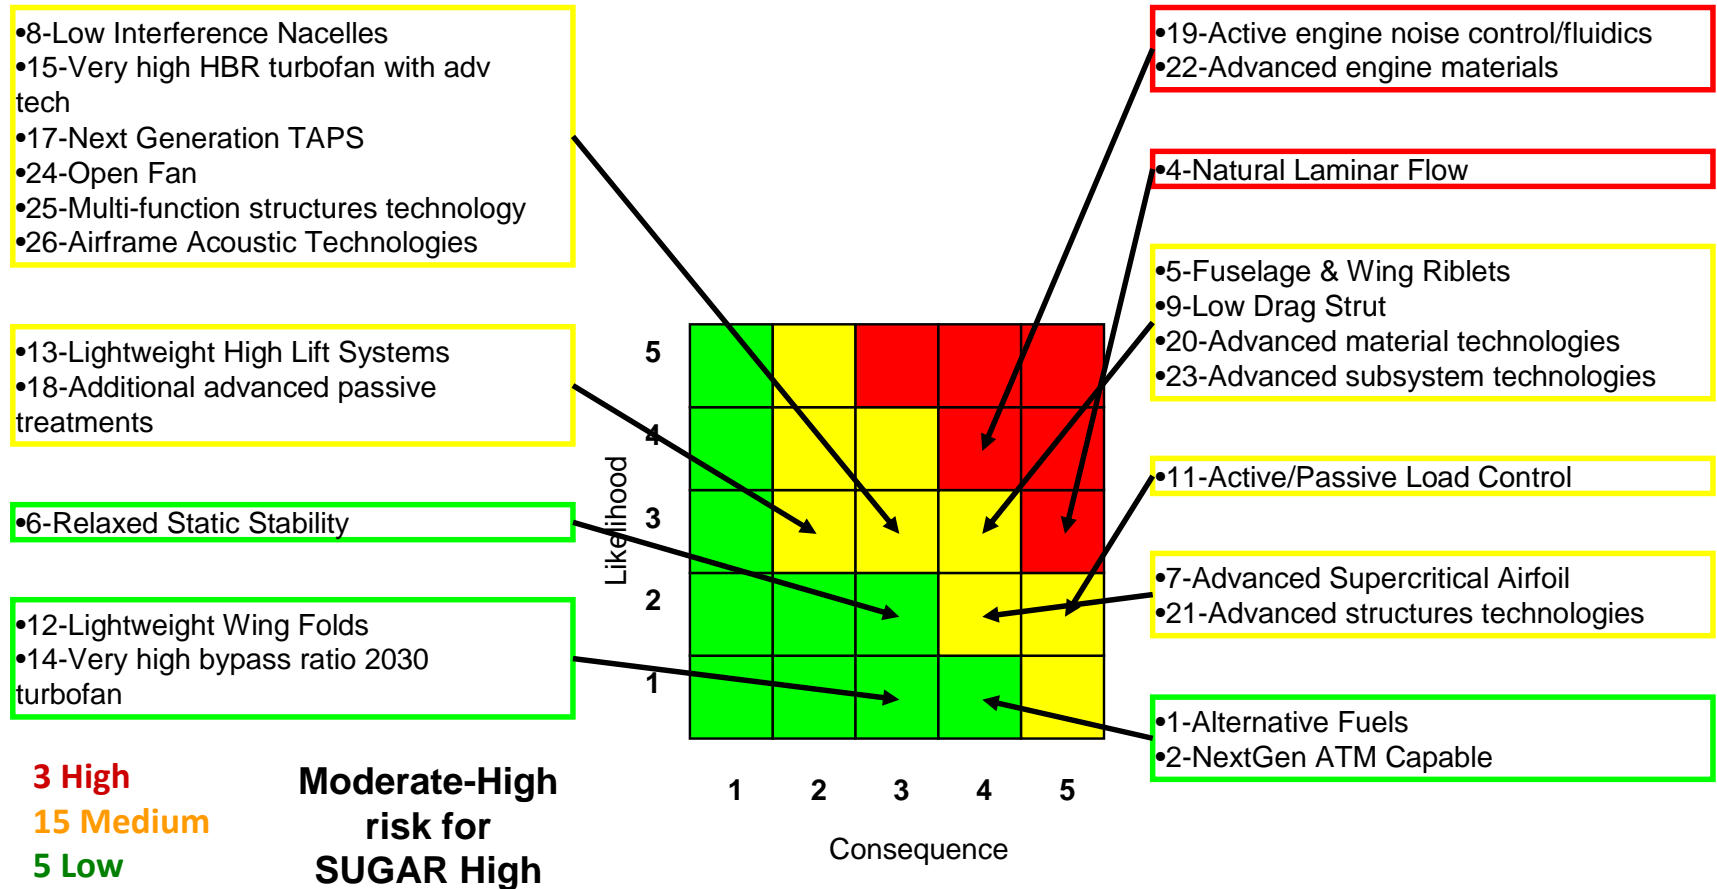 •8-Low Interference Nacelles
•15-Very high HBR turbofan with adv
tech
•17-Next Generation TAPS
•24-Open Fan
•25-Multi-function structures technology
•26-Airframe Acoustic Technologies
•13-Lightweight High Lift Systems
•18-Additional advanced passive
treatments
•6-Relaxed Static Stability
•12-Lightweight Wing Folds
•14-Very high bypass ratio 2030
turbofan
3 High
15 Medium
5 Low
Moderate-High
risk for
SUGAR High
Likelihood
5
4
3
2
1
1 2 3 4 5
Consequence
•19-Active engine noise control/fluidics
•22-Advanced engine materials
•4-Natural Laminar Flow
•5-Fuselage & Wing Riblets
•9-Low Drag Strut
•20-Advanced material technologies
•23-Advanced subsystem technologies
•11-Active/Passive Load Control
•7-Advanced Supercritical Airfoil
•21-Advanced structures technologies
•1-Alternative Fuels
•2-NextGen ATM Capable